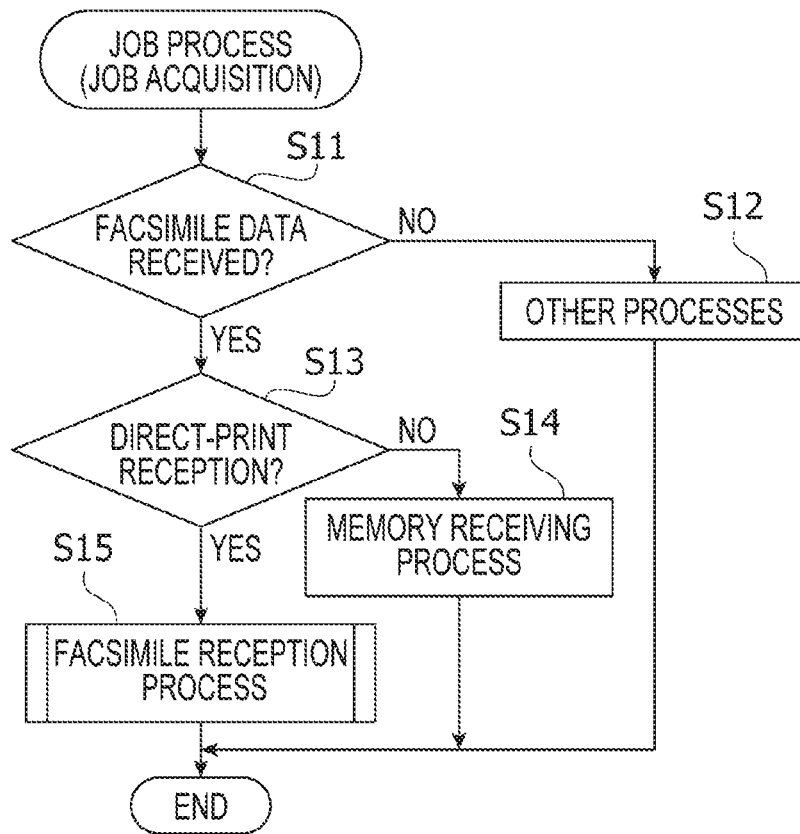 JOB PROCESS
(JOB ACQUISITION)
S11
FACSIMILE DATA
RECEIVED?
NO
S12
OTHER PROCESSES
YES
S13
DIRECT-PRINT
RECEPTION?
NO
S14
MEMORY RECEIVING
PROCESS
YES
S15
FACSIMILE RECEPTION
PROCESS
END